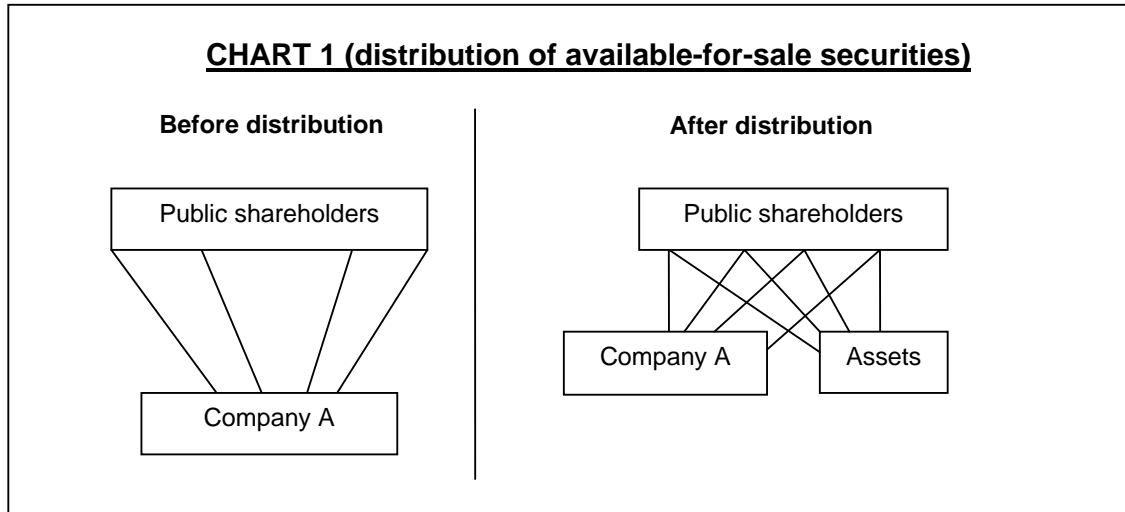 CHART 1 (distribution of available-for-sale securities)
Before distribution
After distribution
Public shareholders
Public shareholders
Company A
Assets
Company A